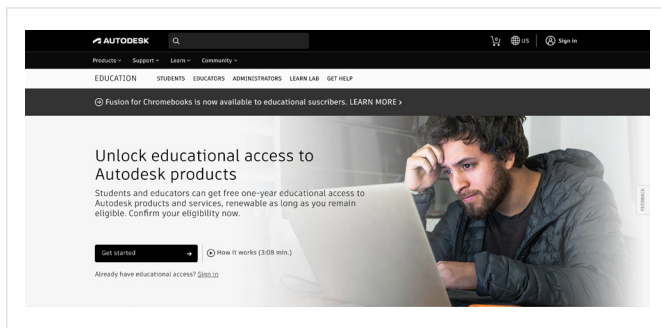 AUTODESK
0
US
Sign in
Products
Support
Learn
Community
EDUCATION
STUDENTS
EDUCATORS
ADMINISTRATORS
LEARN LAB
GET HELP
Fusion for Chromebooks is now available to educational suscribers. LEARN MORE >
Unlock educational access to
Autodesk products
Students and educators can get free one-year educational access to
Autodesk products and services, renewable as long as you remain
eligible. Confirm your eligibility now.
Get started
How it works (3:08 min.)
Already have educational access? Sign in
FEEDBACK